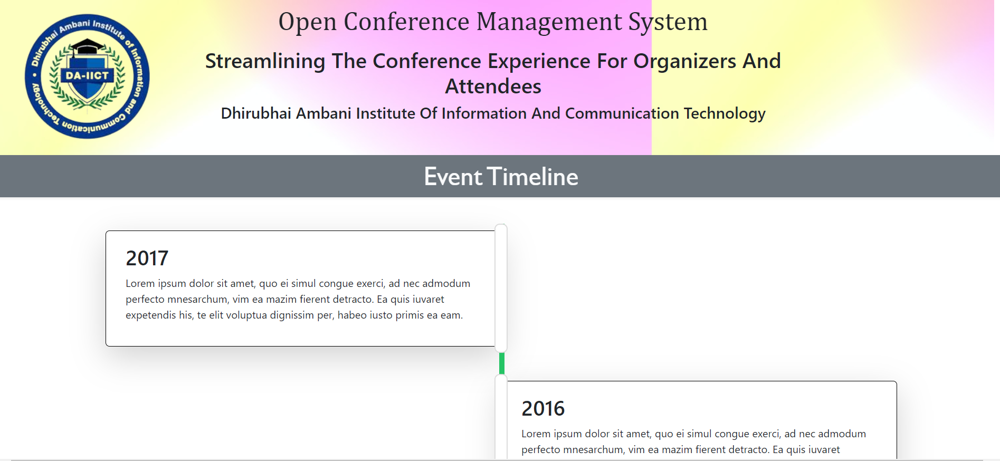 Dhirubhai Ambani Institute of Information and Communication Technology
DA-IICT
Open Conference Management System
Streamlining The Conference Experience For Organizers And
Attendees
Dhirubhai Ambani Institute Of Information And Communication Technology
Event Timeline
2017
Lorem ipsum dolor sit amet, quo ei simul congue exerci, ad nec admodum
perfecto mnesarchum, vim ea mazim fierent detracto. Ea quis iuvaret
expetendis his, te elit voluptua dignissim per, habeo iusto primis ea eam.
2016
Lorem ipsum dolor sit amet, quo ei simul congue exerci, ad nec admodum
perfecto mnesarchum, vim ea mazim fierent detracto. Ea quis iuvaret